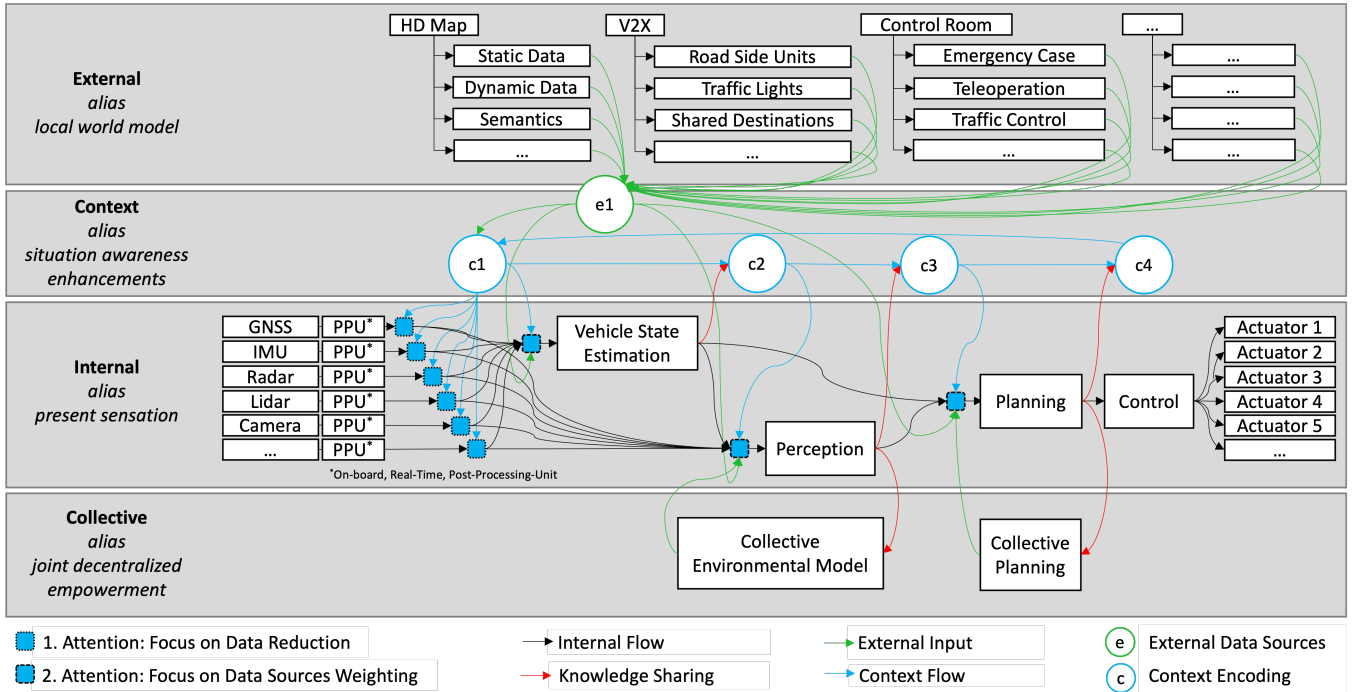 External
alias
local world model
HD Map
Static Data
Dynamic Data
Semantics
...
V2X
Road Side Units
Traffic Lights
Shared Destinations
...
Control Room
Emergency Case
Teleoperation
Traffic Control
...
...
...
...
...
...
Context
alias
situation awareness
enhancements
e1
c1
c2
c3
c4
Internal
alias
present sensation
GNSS
PPU*
IMU
PPU*
Radar
PPU*
Lidar
PPU*
Camera
PPU*
...
PPU*
*On-board, Real-Time, Post-Processing-Unit
Vehicle State
Estimation
Perception
Planning
Control
Actuator 1
Actuator 2
Actuator 3
Actuator 4
Actuator 5
...
Collective
alias
joint decentralized
empowerment
Collective
Environmental Model
Collective
Planning
1. Attention: Focus on Data Reduction
2. Attention: Focus on Data Sources Weighting
Internal Flow
Knowledge Sharing
External Input
Context Flow
e
External Data Sources
c
Context Encoding